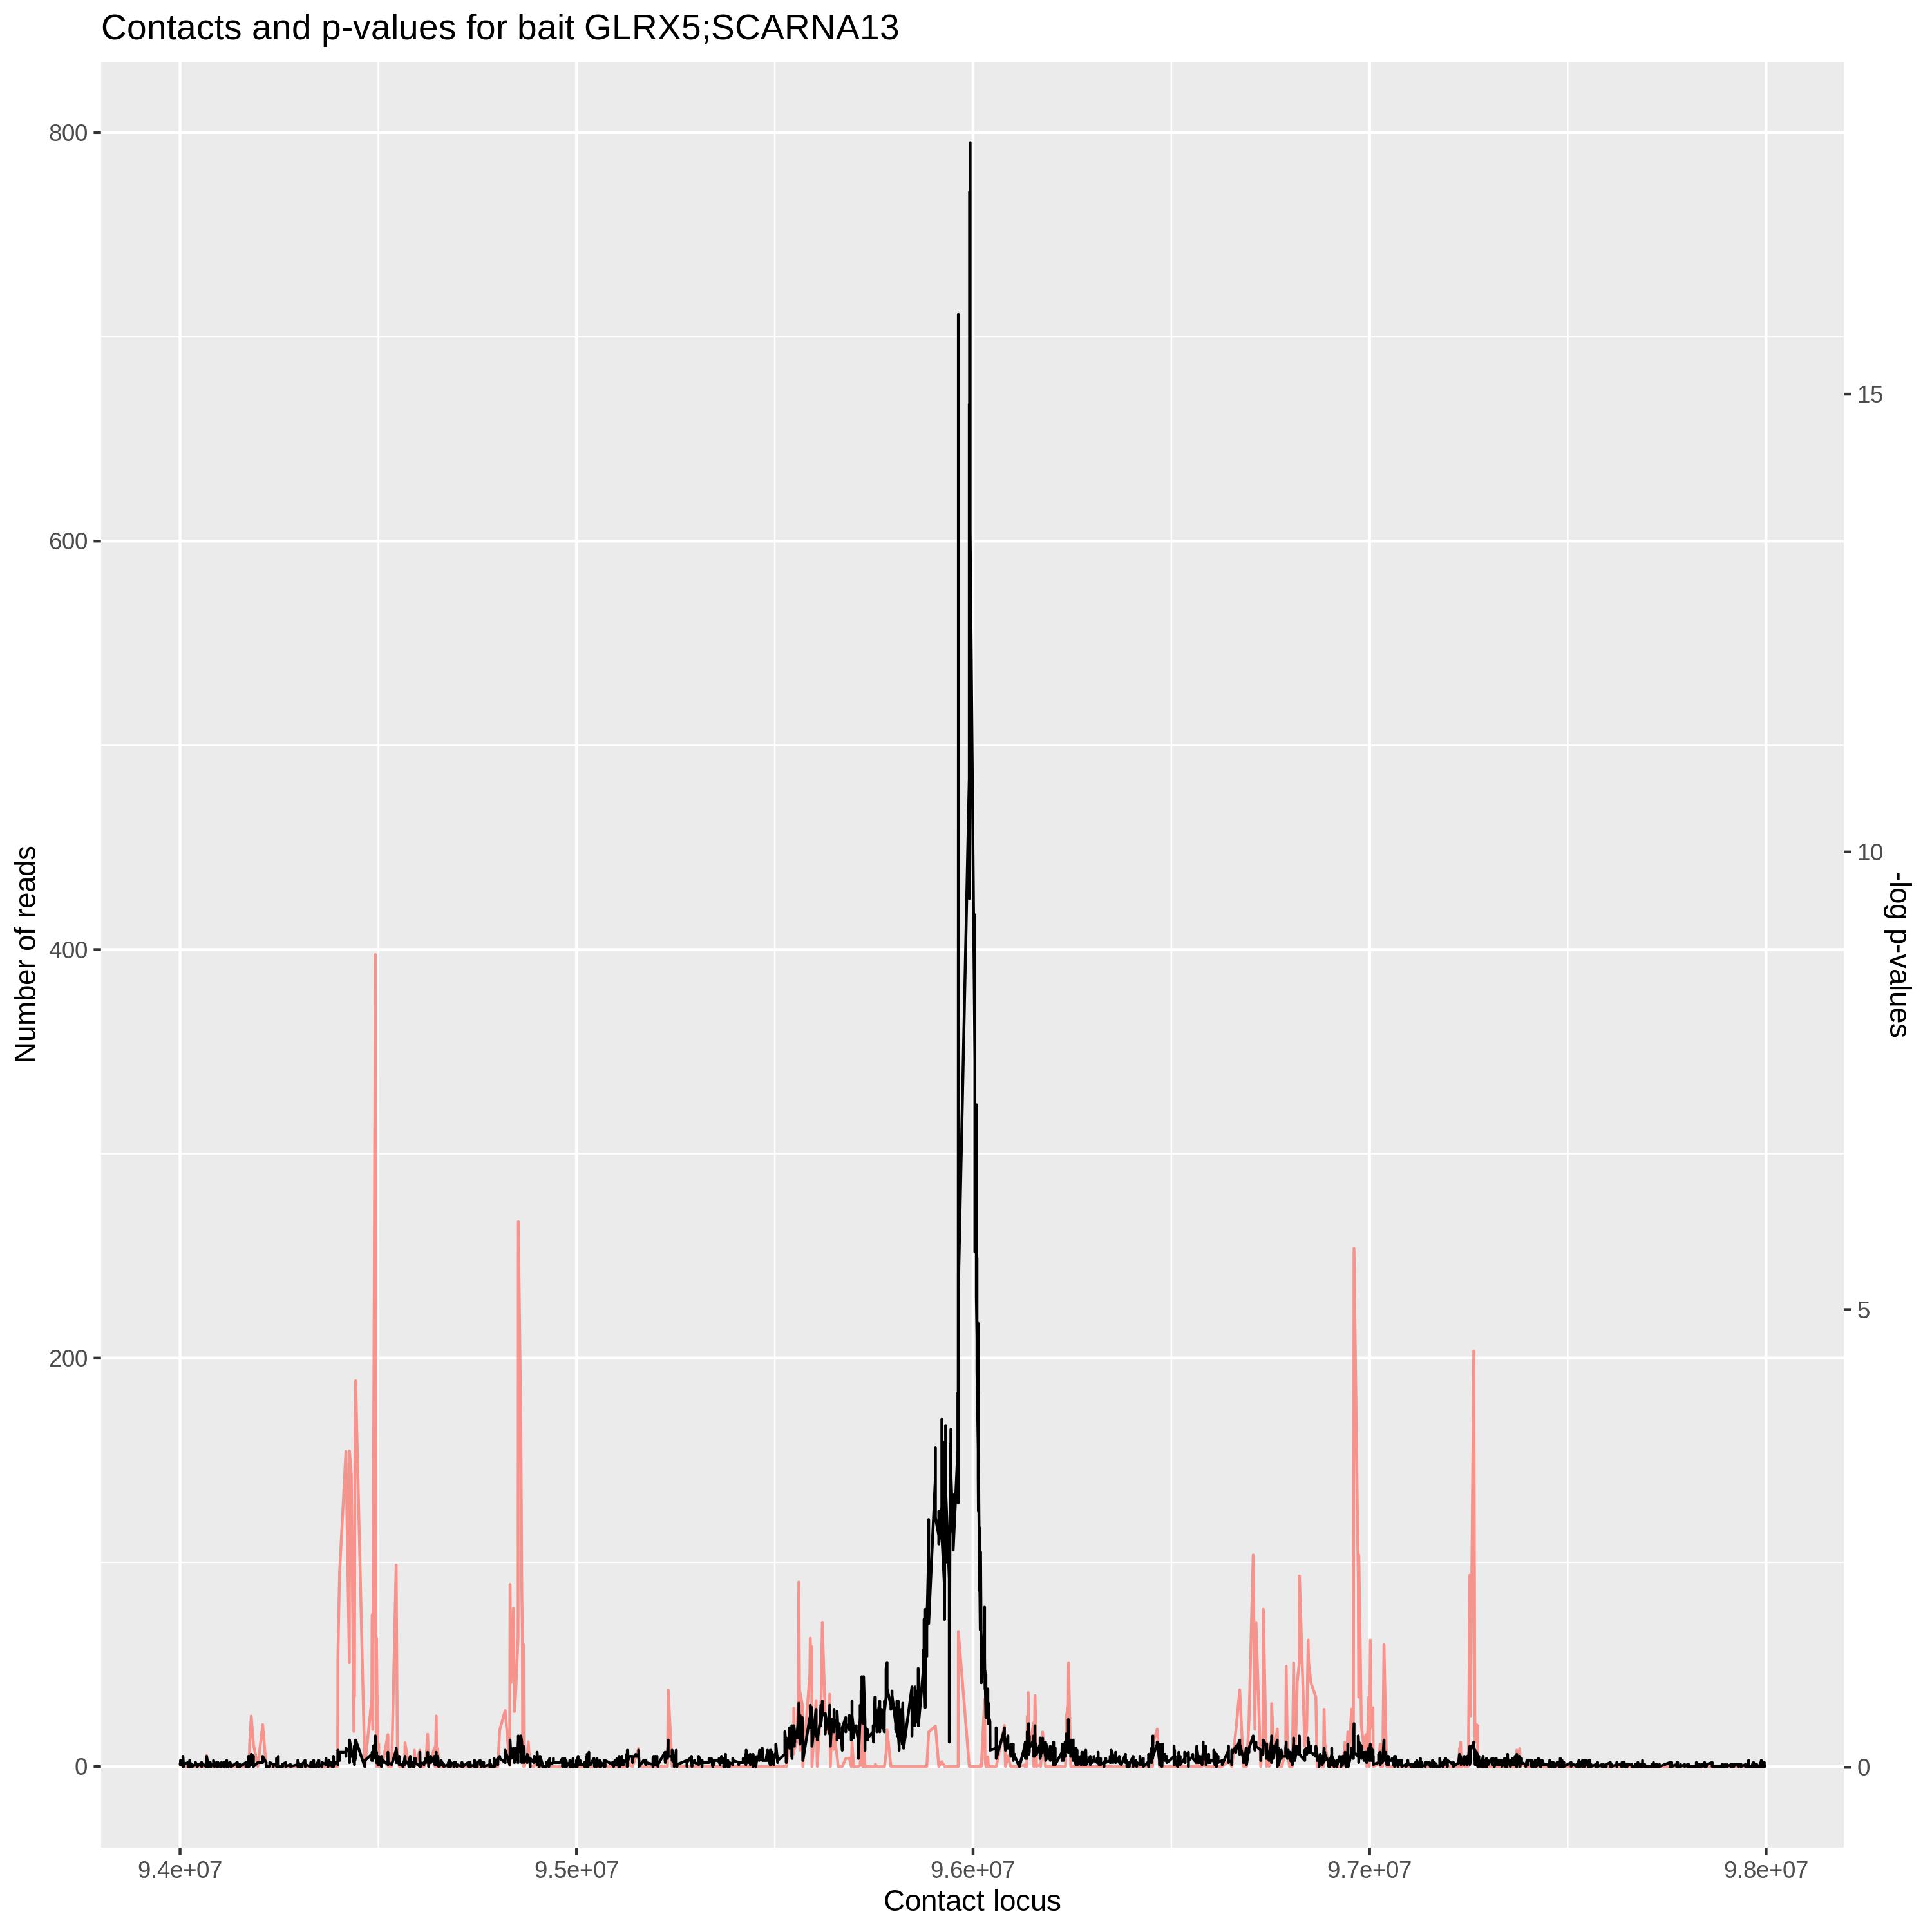 Contacts and p-values for bait GLRX5;SCARNA13
800
600
400
200
0
Number of reads
15
10
5
0
-log p-values
9.4e+07 9.5e+07 9.6e+07 9.7e+07 9.8e+07
Contact locus